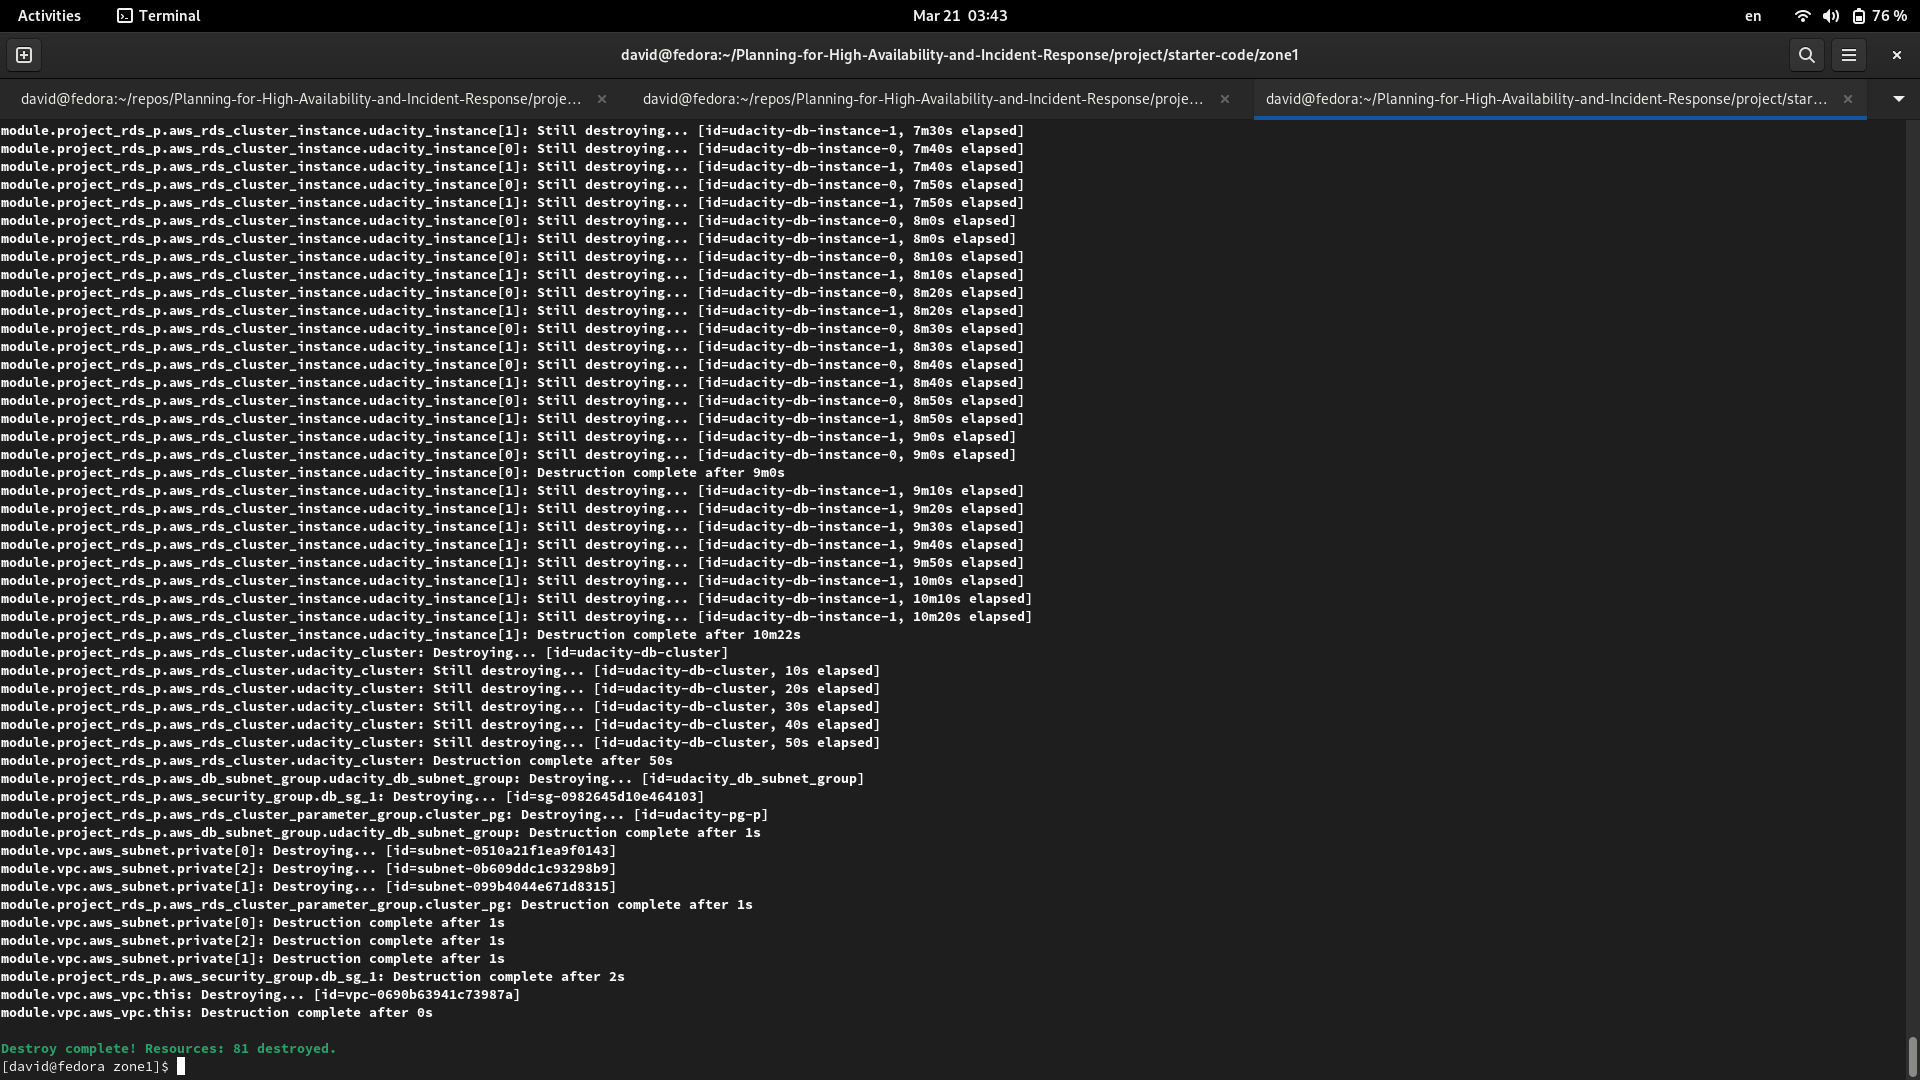 Activities
Terminal
Mar 21 03:43
en
76 %
david@fedora:~/Planning-for-High-Availability-and-Incident-Response/project/starter-code/zone1
david@fedora:~/repos/Planning-for-High-Availability-and-Incident-Response/proje...
david@fedora:~/repos/Planning-for-High-Availability-and-Incident-Response/proje...
david@fedora:~/Planning-for-High-Availability-and-Incident-Response/project/star...
module.project_rds_p.aws_rds_cluster_instance.udacity_instance[1]: Still destroying... [id=udacity-db-instance-1, 7m30s elapsed]
module.project_rds_p.aws_rds_cluster_instance.udacity_instance[0]: Still destroying... [id=udacity-db-instance-0, 7m40s elapsed]
module.project_rds_p.aws_rds_cluster_instance.udacity_instance[1]: Still destroying... [id=udacity-db-instance-1, 7m40s elapsed]
module.project_rds_p.aws_rds_cluster_instance.udacity_instance[0]: Still destroying... [id=udacity-db-instance-0, 7m50s elapsed]
module.project_rds_p.aws_rds_cluster_instance.udacity_instance[1]: Still destroying... [id=udacity-db-instance-1, 7m50s elapsed]
module.project_rds_p.aws_rds_cluster_instance.udacity_instance[0]: Still destroying... [id=udacity-db-instance-0, 8m0s elapsed]
module.project_rds_p.aws_rds_cluster_instance.udacity_instance[1]: Still destroying... [id=udacity-db-instance-1, 8m0s elapsed]
module.project_rds_p.aws_rds_cluster_instance.udacity_instance[0]: Still destroying... [id=udacity-db-instance-0, 8m10s elapsed]
module.project_rds_p.aws_rds_cluster_instance.udacity_instance[1]: Still destroying... [id=udacity-db-instance-1, 8m10s elapsed]
module.project_rds_p.aws_rds_cluster_instance.udacity_instance[0]: Still destroying... [id=udacity-db-instance-0, 8m20s elapsed]
module.project_rds_p.aws_rds_cluster_instance.udacity_instance[1]: Still destroying... [id=udacity-db-instance-1, 8m20s elapsed]
module.project_rds_p.aws_rds_cluster_instance.udacity_instance[0]: Still destroying... [id=udacity-db-instance-0, 8m30s elapsed]
module.project_rds_p.aws_rds_cluster_instance.udacity_instance[1]: Still destroying... [id=udacity-db-instance-1, 8m30s elapsed]
module.project_rds_p.aws_rds_cluster_instance.udacity_instance[0]: Still destroying... [id=udacity-db-instance-0, 8m40s elapsed]
module.project_rds_p.aws_rds_cluster_instance.udacity_instance[1]: Still destroying... [id=udacity-db-instance-1, 8m40s elapsed]
module.project_rds_p.aws_rds_cluster_instance.udacity_instance[0]: Still destroying... [id=udacity-db-instance-0, 8m50s elapsed]
module.project_rds_p.aws_rds_cluster_instance.udacity_instance[1]: Still destroying... [id=udacity-db-instance-1, 8m50s elapsed]
module.project_rds_p.aws_rds_cluster_instance.udacity_instance[1]: Still destroying... [id=udacity-db-instance-1, 9m0s elapsed]
module.project_rds_p.aws_rds_cluster_instance.udacity_instance[0]: Still destroying... [id=udacity-db-instance-0, 9m0s elapsed]
module.project_rds_p.aws_rds_cluster_instance.udacity_instance[0]: Destruction complete after 9m0s
module.project_rds_p.aws_rds_cluster_instance.udacity_instance[1]: Still destroying... [id=udacity-db-instance-1, 9m10s elapsed]
module.project_rds_p.aws_rds_cluster_instance.udacity_instance[1]: Still destroying... [id=udacity-db-instance-1, 9m20s elapsed]
module.project_rds_p.aws_rds_cluster_instance.udacity_instance[1]: Still destroying... [id=udacity-db-instance-1, 9m30s elapsed]
module.project_rds_p.aws_rds_cluster_instance.udacity_instance[1]: Still destroying... [id=udacity-db-instance-1, 9m40s elapsed]
module.project_rds_p.aws_rds_cluster_instance.udacity_instance[1]: Still destroying... [id=udacity-db-instance-1, 9m50s elapsed]
module.project_rds_p.aws_rds_cluster_instance.udacity_instance[1]: Still destroying... [id=udacity-db-instance-1, 10m0s elapsed]
module.project_rds_p.aws_rds_cluster_instance.udacity_instance[1]: Still destroying... [id=udacity-db-instance-1, 10m10s elapsed]
module.project_rds_p.aws_rds_cluster_instance.udacity_instance[1]: Still destroying... [id=udacity-db-instance-1, 10m20s elapsed]
module.project_rds_p.aws_rds_cluster_instance.udacity_instance[1]: Destruction complete after 10m22s
module.project_rds_p.aws_rds_cluster.udacity_cluster: Destroying... [id=udacity-db-cluster]
module.project_rds_p.aws_rds_cluster.udacity_cluster: Still destroying... [id=udacity-db-cluster, 10s elapsed]
module.project_rds_p.aws_rds_cluster.udacity_cluster: Still destroying... [id=udacity-db-cluster, 20s elapsed]
module.project_rds_p.aws_rds_cluster.udacity_cluster: Still destroying... [id=udacity-db-cluster, 30s elapsed]
module.project_rds_p.aws_rds_cluster.udacity_cluster: Still destroying... [id=udacity-db-cluster, 40s elapsed]
module.project_rds_p.aws_rds_cluster.udacity_cluster: Still destroying... [id=udacity-db-cluster, 50s elapsed]
module.project_rds_p.aws_rds_cluster.udacity_cluster: Destruction complete after 50s
module.project_rds_p.aws_db_subnet_group.udacity_db_subnet_group: Destroying... [id=udacity_db_subnet_group]
module.project_rds_p.aws_security_group.db_sg_1: Destroying... [id=sg-0982645d10e464103]
module.project_rds_p.aws_rds_cluster_parameter_group.cluster_pg: Destroying... [id=udacity-pg-p]
module.project_rds_p.aws_db_subnet_group.udacity_db_subnet_group: Destruction complete after 1s
module.vpc.aws_subnet.private[0]: Destroying... [id=subnet-0510a21f1ea9f0143]
module.vpc.aws_subnet.private[2]: Destroying... [id=subnet-0b609ddc1c93298b9]
module.vpc.aws_subnet.private[1]: Destroying... [id=subnet-099b4044e671d8315]
module.project_rds_p.aws_rds_cluster_parameter_group.cluster_pg: Destruction complete after 1s
module.vpc.aws_subnet.private[0]: Destruction complete after 1s
module.vpc.aws_subnet.private[2]: Destruction complete after 1s
module.vpc.aws_subnet.private[1]: Destruction complete after 1s
module.project_rds_p.aws_security_group.db_sg_1: Destruction complete after 2s
module.vpc.aws_vpc.this: Destroying... [id=vpc-0690b63941c73987a]
module.vpc.aws_vpc.this: Destruction complete after 0s
Destroy complete! Resources: 81 destroyed.
[david@fedora zone1]$